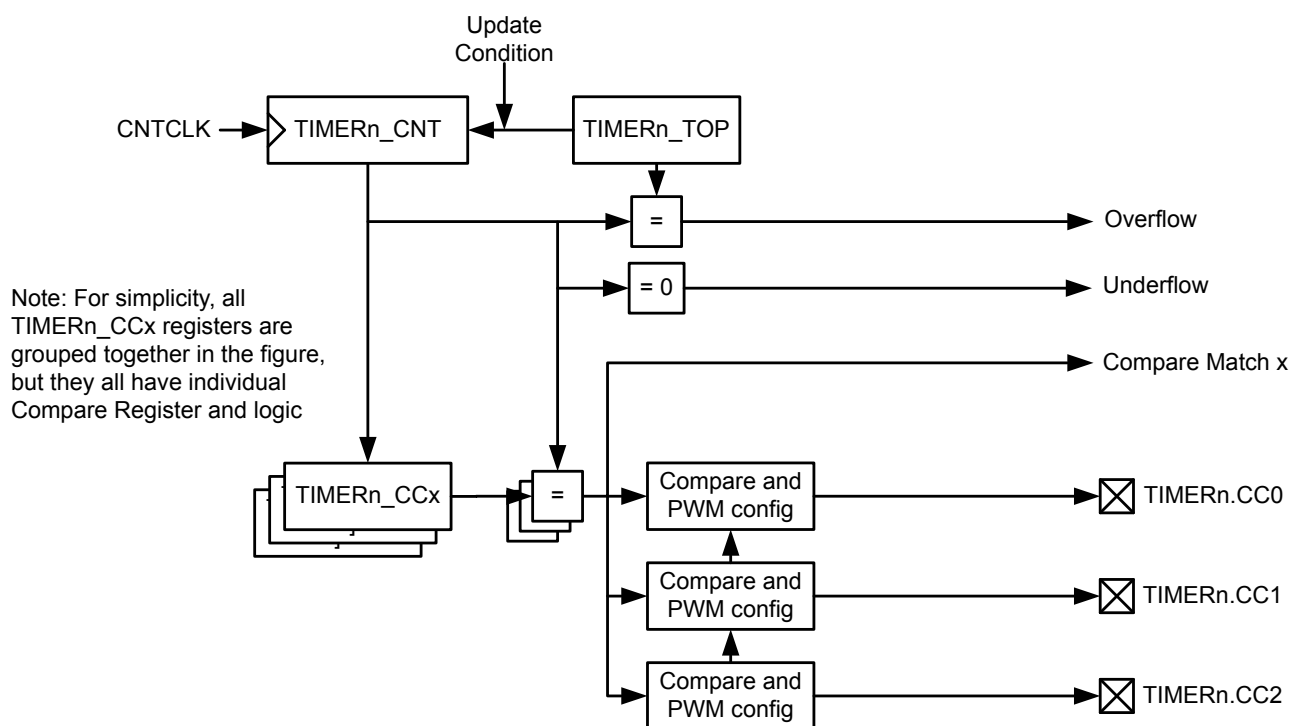 Update
Condition
CNTCLK
TIMERn_CNT
TIMERn_TOP
=
Overflow
= 0
Underflow
Note: For simplicity, all
TIMERn_CCx registers are
grouped together in the figure,
but they all have individual
Compare Register and logic
Compare Match x
TIMERn_CCx
=
Compare and
PWM config
TIMERn.CC0
Compare and
PWM config
TIMERn.CC1
Compare and
PWM config
TIMERn.CC2